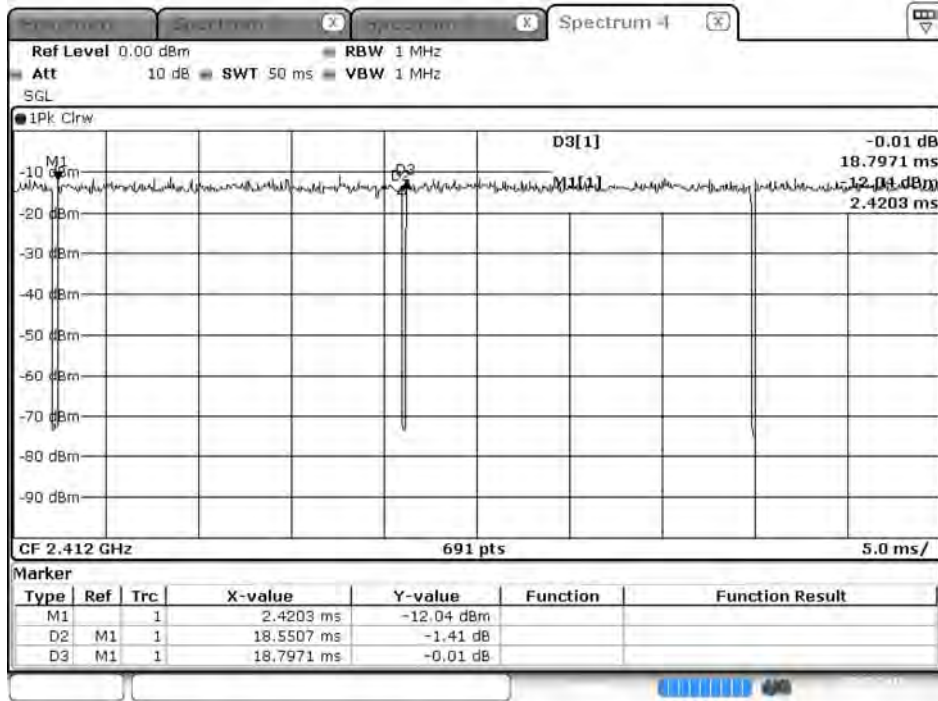 Spectrum 4
Ref Level 0.00 dBm RBW 1 MHz
Att 10 dB SWT 50 ms VBW 1 MHz
SGL
1Pk Clrw
D3[1] -0.01 dB
18.7971 ms
M1[1] -12.04 dBm
2.4203 ms
M1
D3
-10 dBm
-20 dBm
-30 dBm
-40 dBm
-50 dBm
-60 dBm
-70 dBm
-80 dBm
-90 dBm
CF 2.412 GHz 691 pts 5.0 ms/
Marker
Type Ref Trc X-value Y-value Function Function Result
M1 1 2.4203 ms -12.04 dBm
D2 M1 1 18.5507 ms -1.41 dB
D3 M1 1 18.7971 ms -0.01 dB